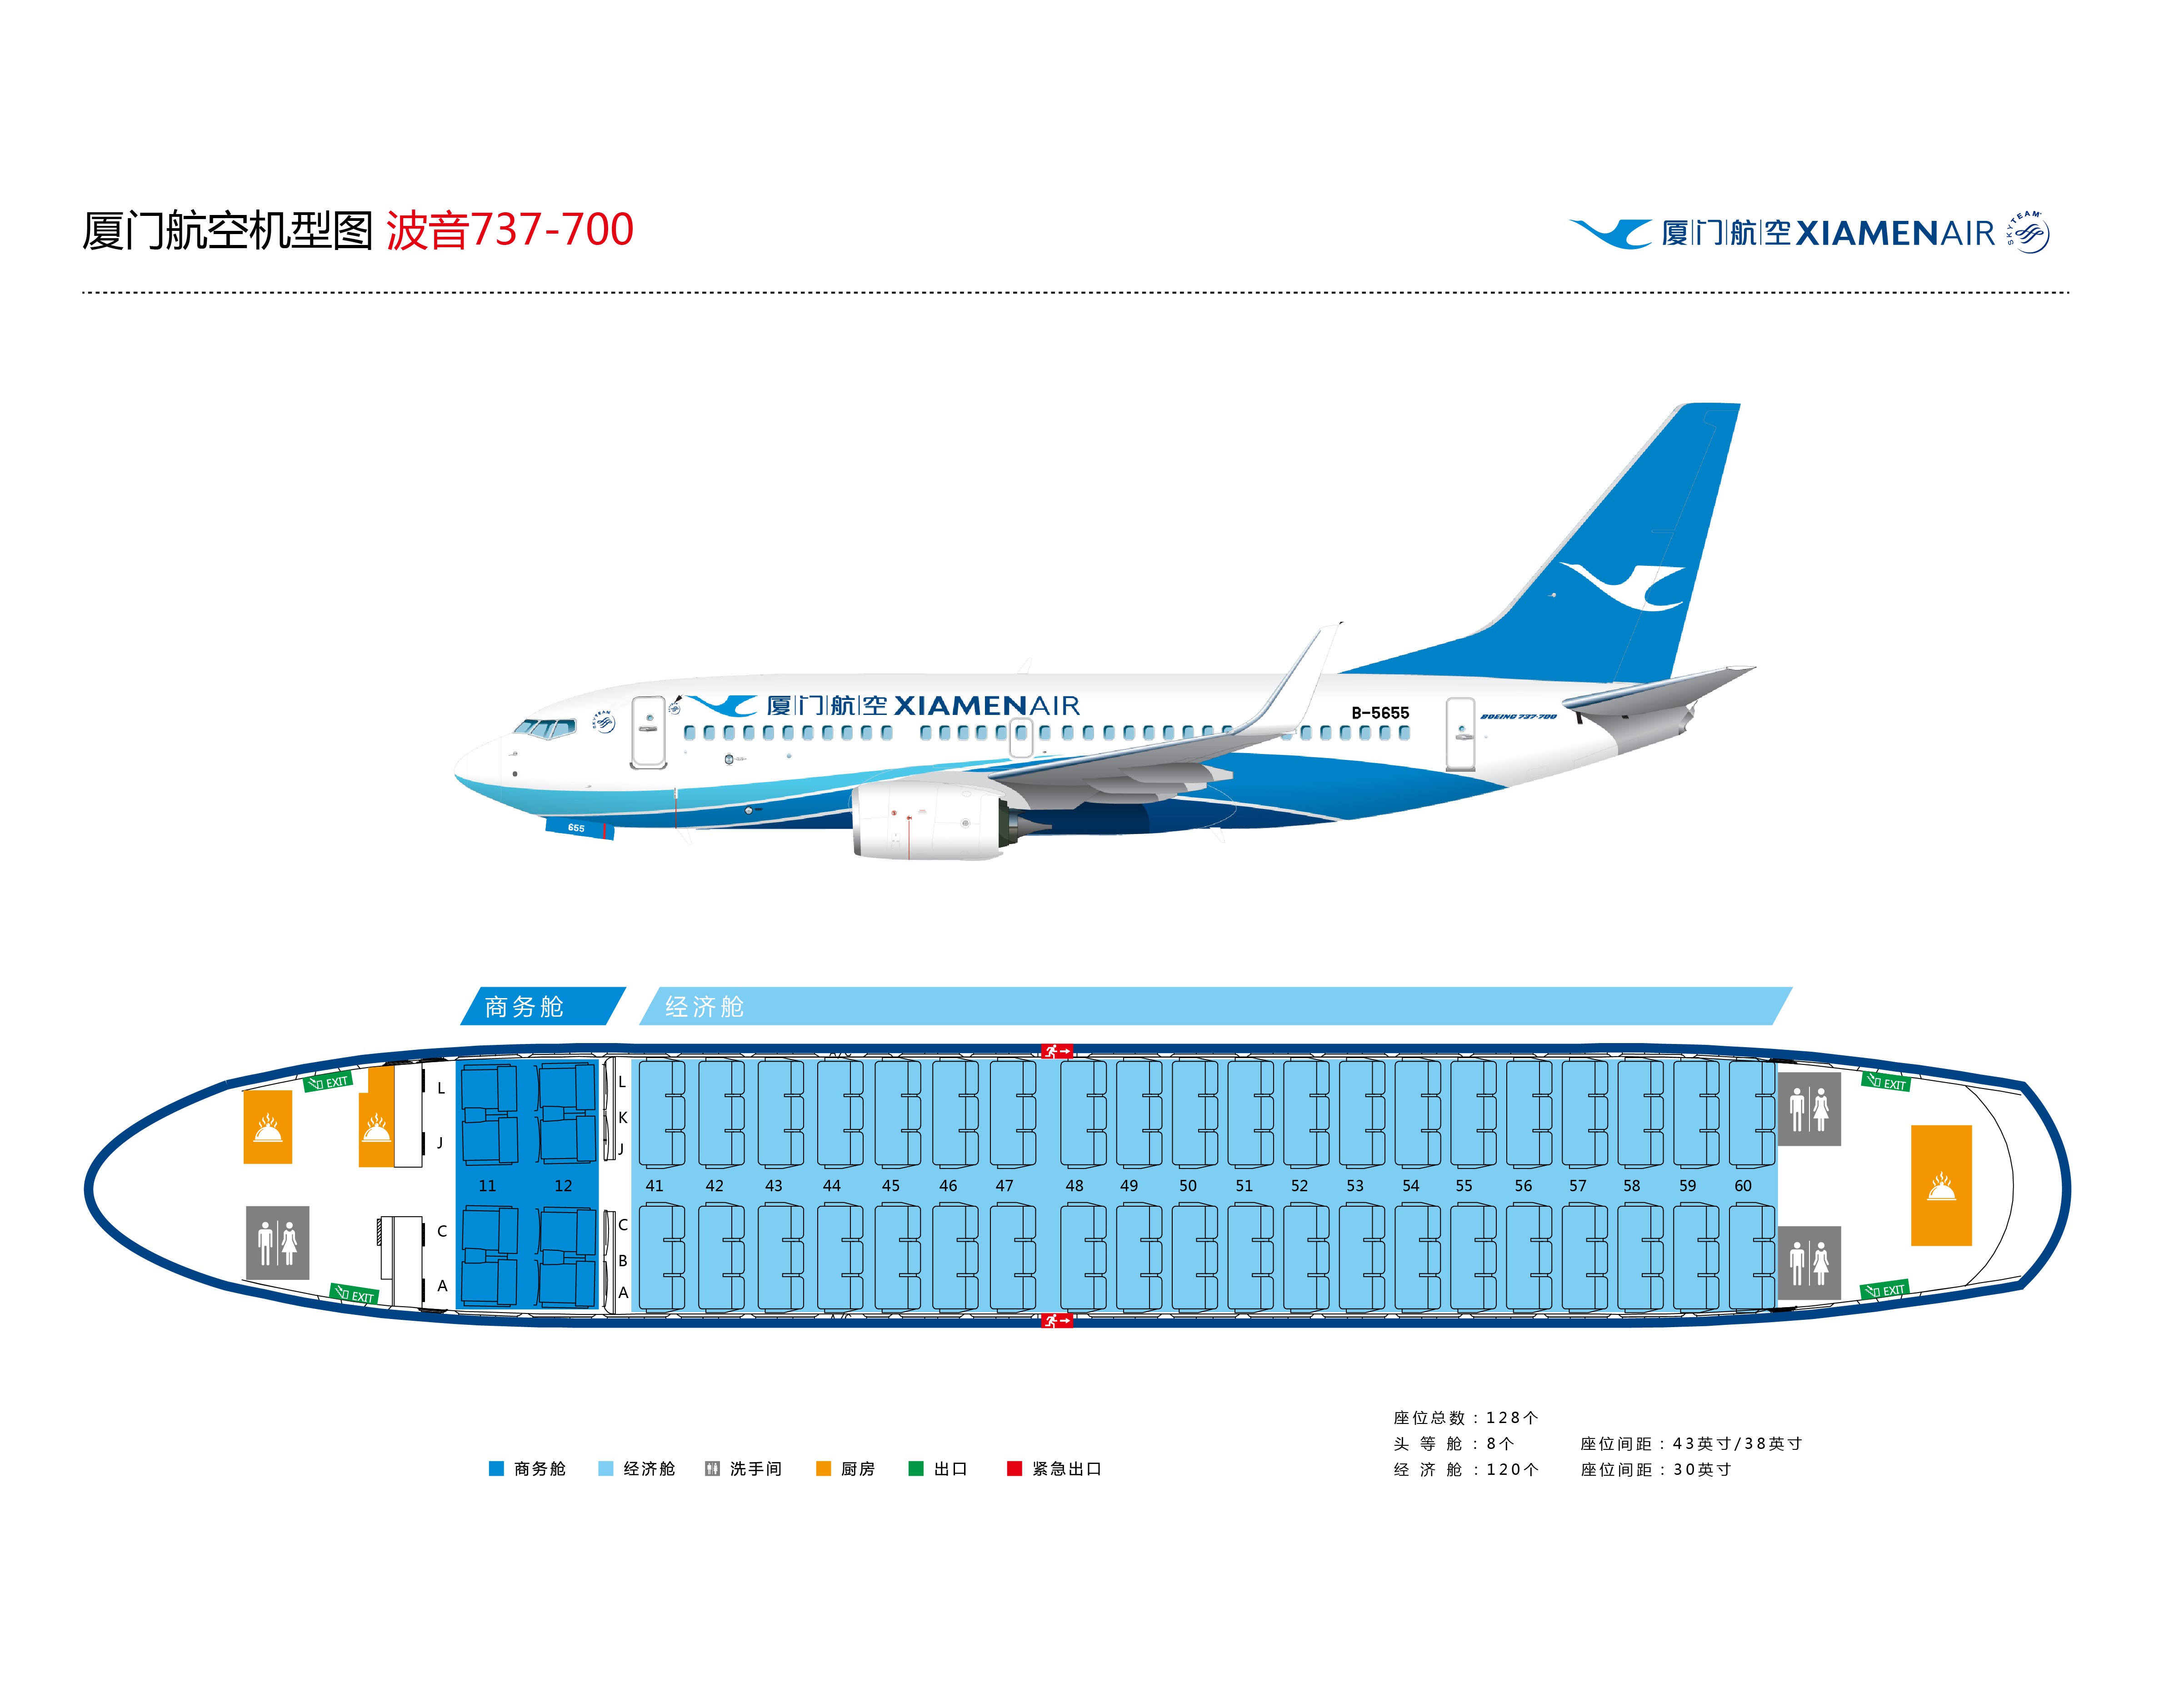 厦门航空机型图 波音737-700
厦门航空 XIAMENAIR SKYTEAM
SKYTEAM
厦门航空 XIAMENAIR
B-5655
BOEING 737-700
655
商务舱 经济舱
EXIT EXIT
L L
K
J J
11 12 41 42 43 44 45 46 47 48 49 50 51 52 53 54 55 56 57 58 59 60
C C
B
A A
EXIT EXIT
座位总数：128个
头 等 舱：8个 座位间距：43英寸/38英寸
经 济 舱：120个 座位间距：30英寸
商务舱 经济舱 洗手间 厨房 出口 紧急出口